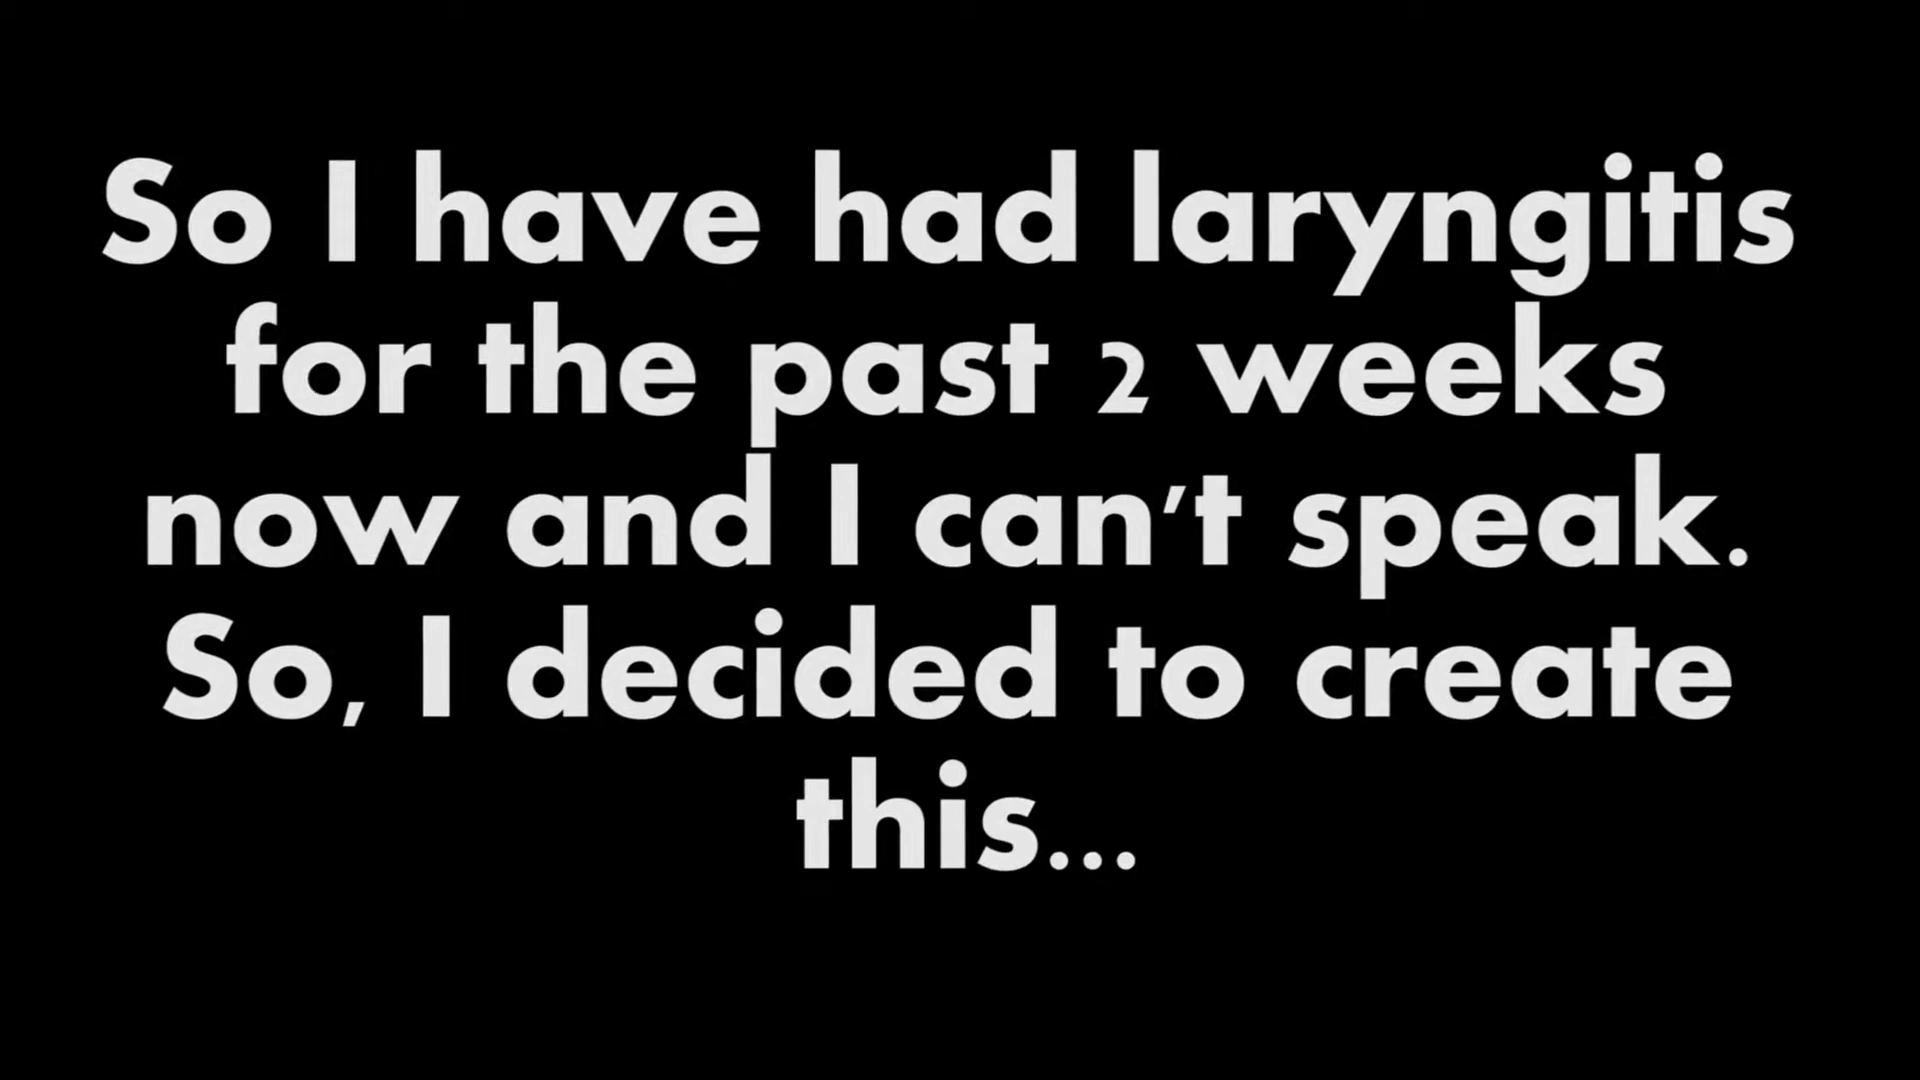 So I have had laryngitis
for the past 2 weeks
now and I can't speak.
So, I decided to create
this...